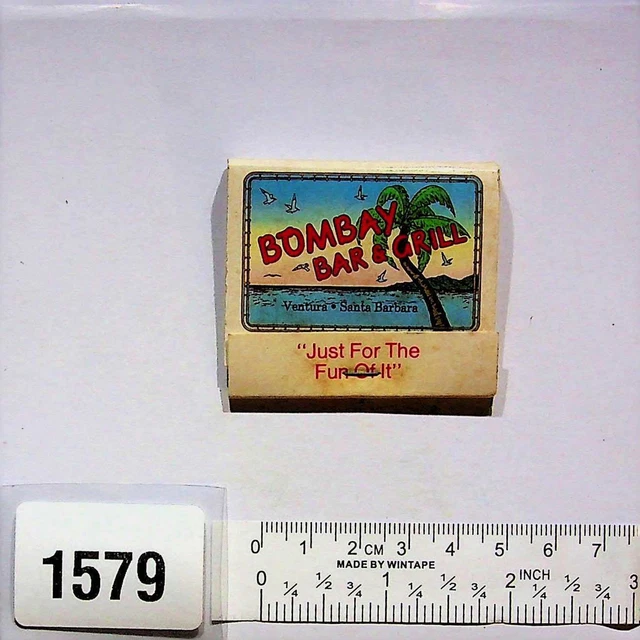 BOMBAY
BAR & GRILL
Ventura • Santa Barbara
"Just For The
Fun Of It"
1579
0 1 2 CM 3 4 5 6 7
MADE BY WINTAPE
0 ¼ ½ ¾ 1 ¼ ½ ¾ 2 INCH ¼ ½ ¾ 3